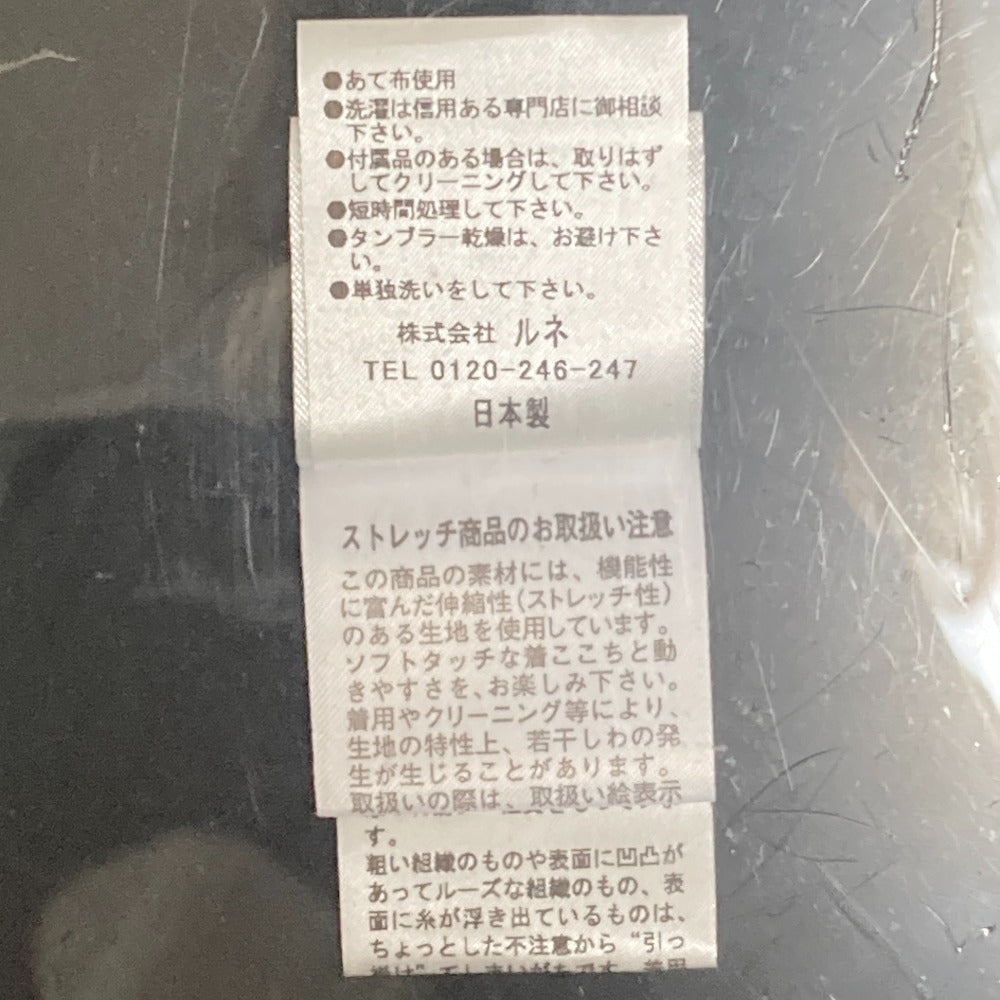 ●あて布使用
●洗濯は信用ある専門店に御相談
下さい。
●付属品のある場合は、取りはず
してクリーニングして下さい。
●短時間処理して下さい。
●タンブラー乾燥は、お避け下さ
い。
●単独洗いをして下さい。
株式会社 ルネ
TEL 0120-246-247
日本製
ストレッチ商品のお取扱い注意
この商品の素材には、機能性
に富んだ伸縮性(ストレッチ性)
のある生地を使用しています。
ソフトタッチな着ここちと動
きやすさを、お楽しみ下さい。
着用やクリーニング等により、
生地の特性上、若干しわの発
生が生じることがあります。
取扱いの際は、取扱い絵表示
す。
粗い組織のものや表面に凹凸が
あってルーズな組織のもの、表
面に糸が浮き出ているものは、
ちょっとした不注意から“引っ
掛け”てしまいがちです。着用